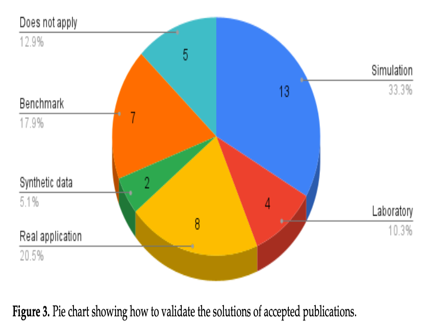 Does not apply
12.9%
5
Simulation
33.3%
13
Benchmark
17.9%
7
Synthetic data
5.1%
2
Laboratory
10.3%
4
Real application
20.5%
8
Figure 3. Pie chart showing how to validate the solutions of accepted publications.